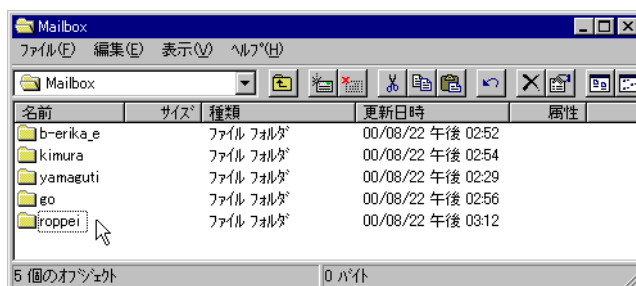 Mailbox
ファイル(F) 編集(E) 表示(V) ヘルプ(H)
Mailbox
名前 サイズ 種類 更新日時 属性
b-erika_e ファイル フォルダ 00/08/22 午後 02:52
kimura ファイル フォルダ 00/08/22 午後 02:54
yamaguti ファイル フォルダ 00/08/22 午後 02:29
go ファイル フォルダ 00/08/22 午後 02:56
roppei ファイル フォルダ 00/08/22 午後 03:12
5 個のオブジェクト 0 バイト